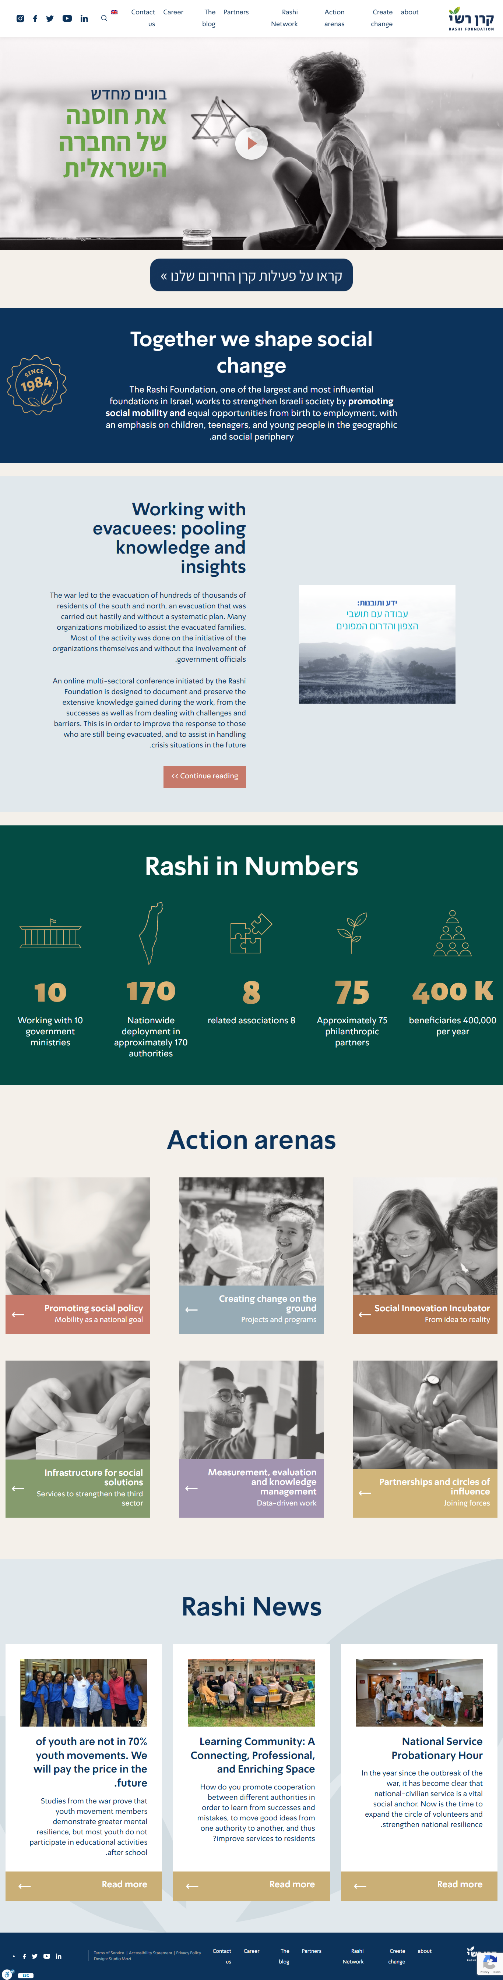 Contact us
Career
The blog
Partners
Rashi Network
Action arenas
Create change
about
קרן רשי
RASHI FOUNDATION
בונים מחדש
את חוסנה
של החברה
הישראלית
קראו על פעילות קרן החירום שלנו »
Together we shape social
change
SINCE
1984
The Rashi Foundation, one of the largest and most influential
foundations in Israel, works to strengthen Israeli society by promoting
social mobility and equal opportunities from birth to employment, with
an emphasis on children, teenagers, and young people in the geographic
.and social periphery
Working with
evacuees: pooling
knowledge and
insights
The war led to the evacuation of hundreds of thousands of
residents of the south and north, an evacuation that was
carried out hastily and without a systematic plan. Many
organizations mobilized to assist the evacuated families.
Most of the activity was done on the initiative of the
organizations themselves and without the involvement of
.government officials
An online multi-sectoral conference initiated by the Rashi
Foundation is designed to document and preserve the
extensive knowledge gained during the work, from the
successes as well as from dealing with challenges and
barriers. This is in order to improve the response to those
who are still being evacuated, and to assist in handling
.crisis situations in the future
<< Continue reading
ידע ותובנות:
עבודה עם תושבי
הצפון והדרום המפונים
Rashi in Numbers
10
Working with 10
government
ministries
170
Nationwide
deployment in
approximately 170
authorities
8
related associations 8
75
Approximately 75
philanthropic
partners
400 K
beneficiaries 400,000
per year
Action arenas
Promoting social policy
Mobility as a national goal
Creating change on the
ground
Projects and programs
Social Innovation Incubator
From idea to reality
Infrastructure for social
solutions
Services to strengthen the third
sector
Measurement, evaluation
and knowledge
management
Data-driven work
Partnerships and circles of
influence
Joining forces
Rashi News
of youth are not in 70%
youth movements. We
will pay the price in the
.future
Studies from the war prove that
youth movement members
demonstrate greater mental
resilience, but most youth do not
participate in educational activities
.after school
Read more
Learning Community: A
Connecting, Professional,
and Enriching Space
How do you promote cooperation
between different authorities in
order to learn from successes and
mistakes, to move good ideas from
one authority to another, and thus
?improve services to residents
Read more
National Service
Probationary Hour
In the year since the outbreak of the
war, it has become clear that
national-civilian service is a vital
social anchor. Now is the time to
expand the circle of volunteers and
.strengthen national resilience
Read more
Terms of Service | Accessibility Statement | Privacy Policy
Contact us
Career
The blog
Partners
Rashi Network
Create change
about